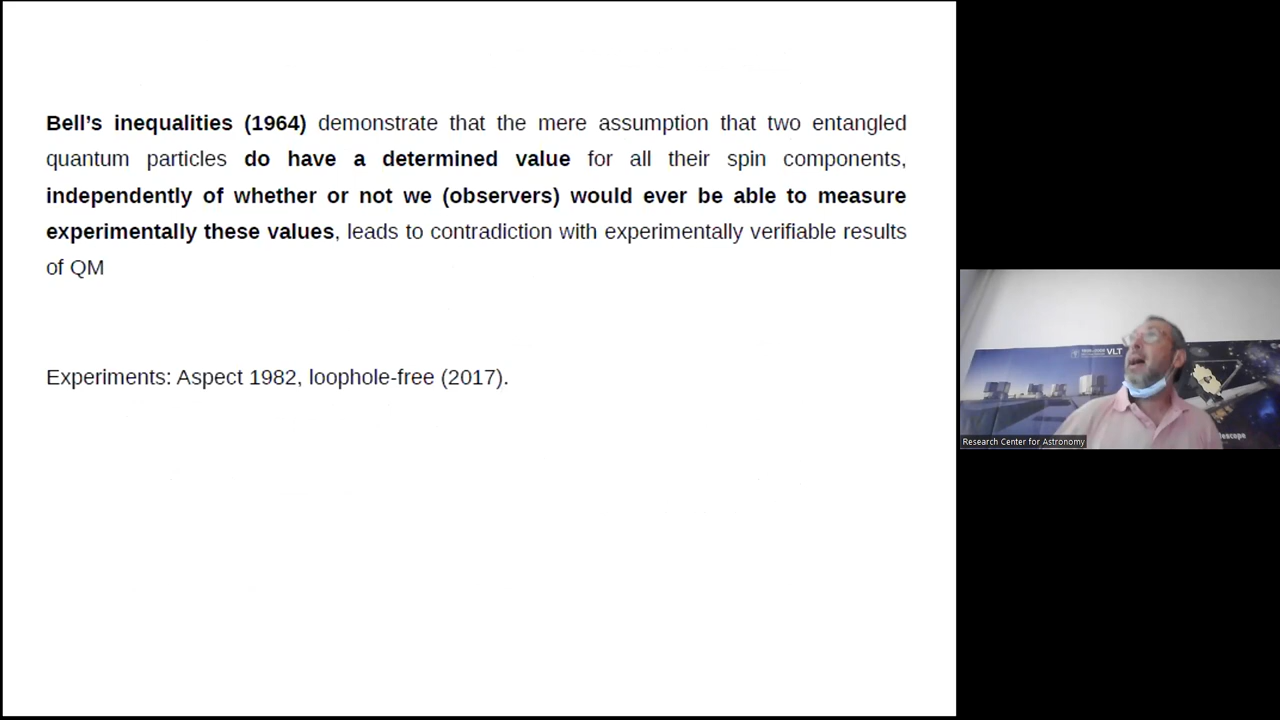 Bell’s inequalities (1964) demonstrate that the mere assumption that two entangled
quantum particles do have a determined value for all their spin components,
independently of whether or not we (observers) would ever be able to measure
experimentally these values, leads to contradiction with experimentally verifiable results
of QM
Experiments: Aspect 1982, loophole-free (2017).
VLT
Research Center for Astronomy